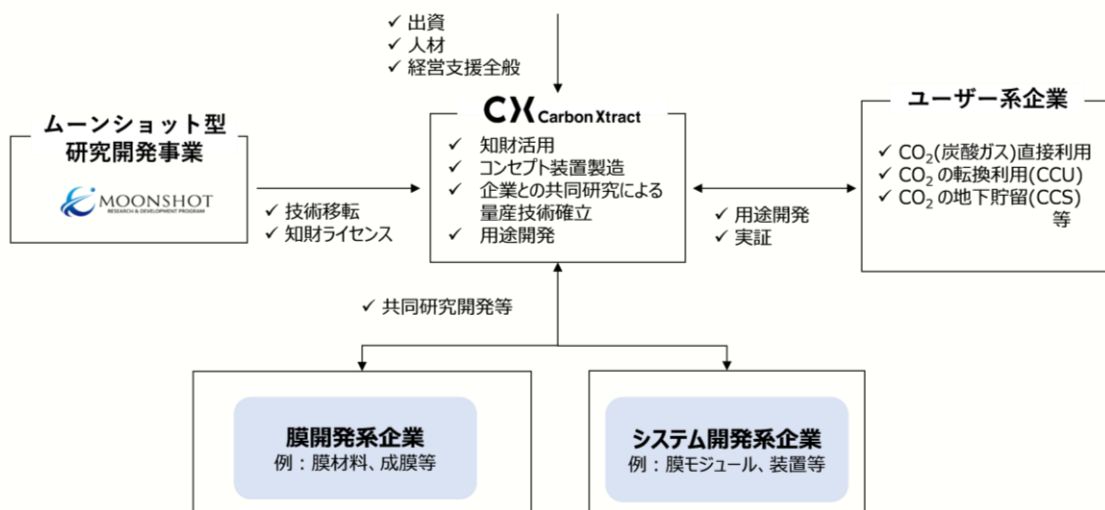 ✓ 出資
✓ 人材
✓ 経営支援全般
ムーンショット型
研究開発事業
MOONSHOT
RESEARCH & DEVELOPMENT PROGRAM
✓ 技術移転
✓ 知財ライセンス
CX Carbon Xtract
✓ 知財活用
✓ コンセプト装置製造
✓ 企業との共同研究による
量産技術確立
✓ 用途開発
✓ 用途開発
✓ 実証
ユーザー系企業
✓ CO₂(炭酸ガス)直接利用
✓ CO₂ の転換利用(CCU)
✓ CO₂ の地下貯留(CCS)
等
✓ 共同研究開発等
膜開発系企業
例：膜材料、成膜等
システム開発系企業
例：膜モジュール、装置等